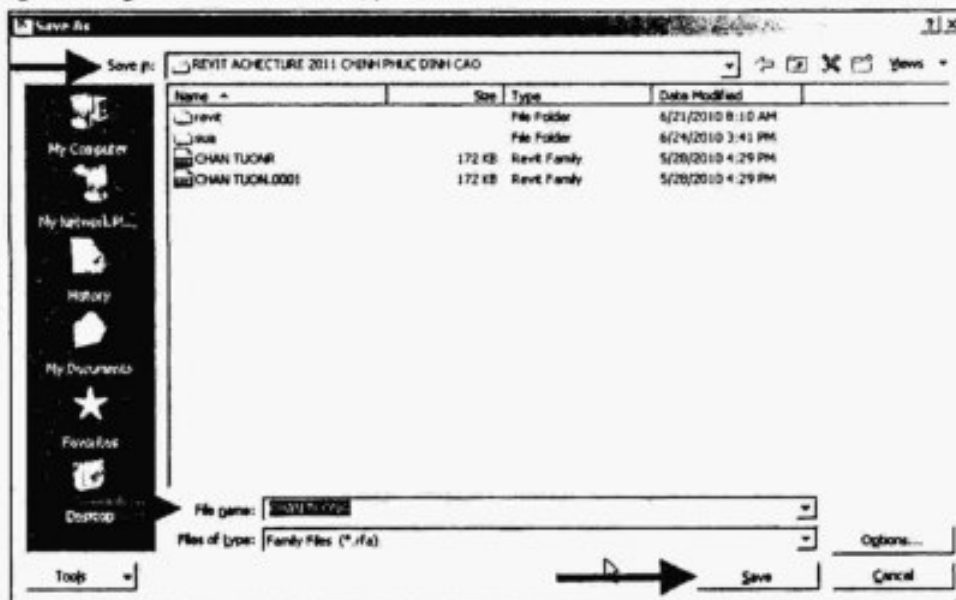 Save As
Save in: REVIT ACHECTURE 2011 CHINH PHUC DINH CAO Views
Name Size Type Date Modified
revit File Folder 6/21/2010 8:10 AM
sua File Folder 6/24/2010 3:41 PM
CHAN TUONR 172 KB Revit Family 5/28/2010 4:29 PM
CHAN TUON.0001 172 KB Revit Family 5/28/2010 4:29 PM
My Computer
My Network Pl...
History
My Documents
Favorites
Desktop
File name:
Files of type: Family Files (*.rfa)
Options...
Tools Save Cancel